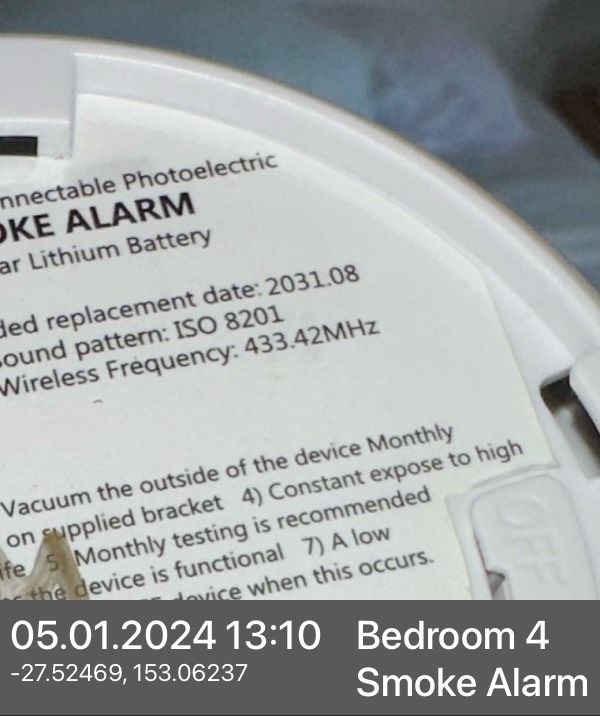 nnectable Photoelectric
OKE ALARM
ar Lithium Battery
ded replacement date: 2031.08
ound pattern: ISO 8201
Wireless Frequency: 433.42MHz
Vacuum the outside of the device Monthly
on supplied bracket 4) Constant expose to high
ife 5) Monthly testing is recommended
the device is functional 7) A low
device when this occurs.
OFF
05.01.2024 13:10
-27.52469, 153.06237
Bedroom 4
Smoke Alarm